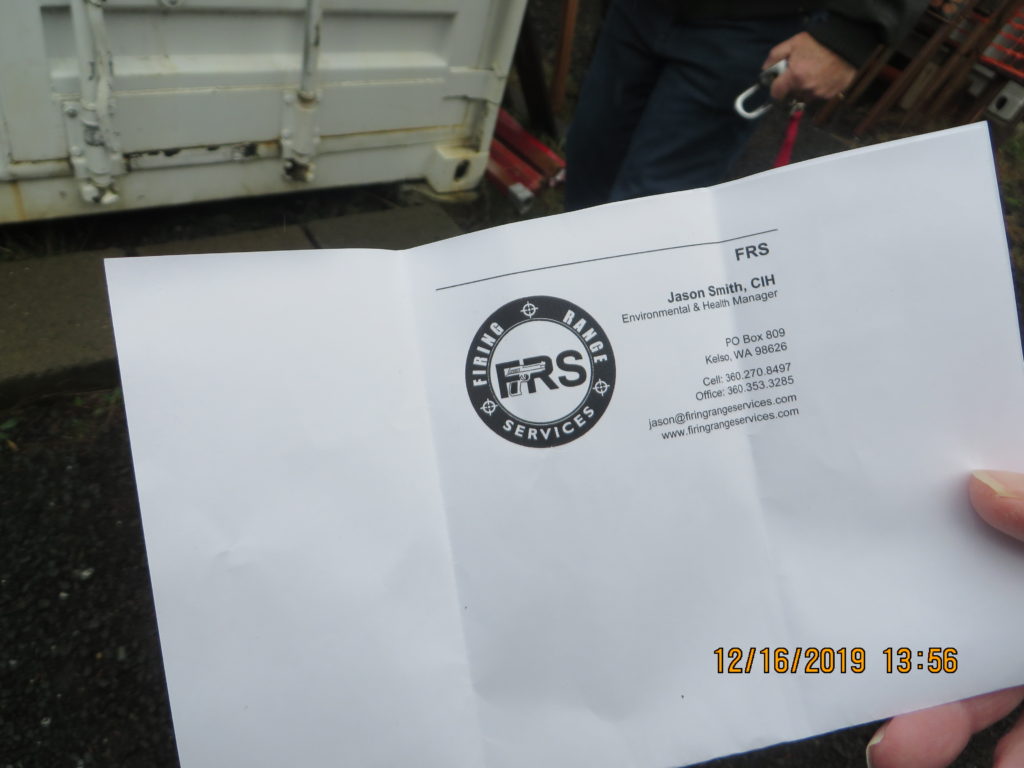 FRS
Jason Smith, CIH
Environmental & Health Manager
PO Box 809
Kelso, WA 98626
Cell: 360.270.8497
Office: 360.353.3285
jason@firingrangeservices.com
www.firingrangeservices.com
FIRING RANGE
FRS
SERVICES
12/16/2019 13:56